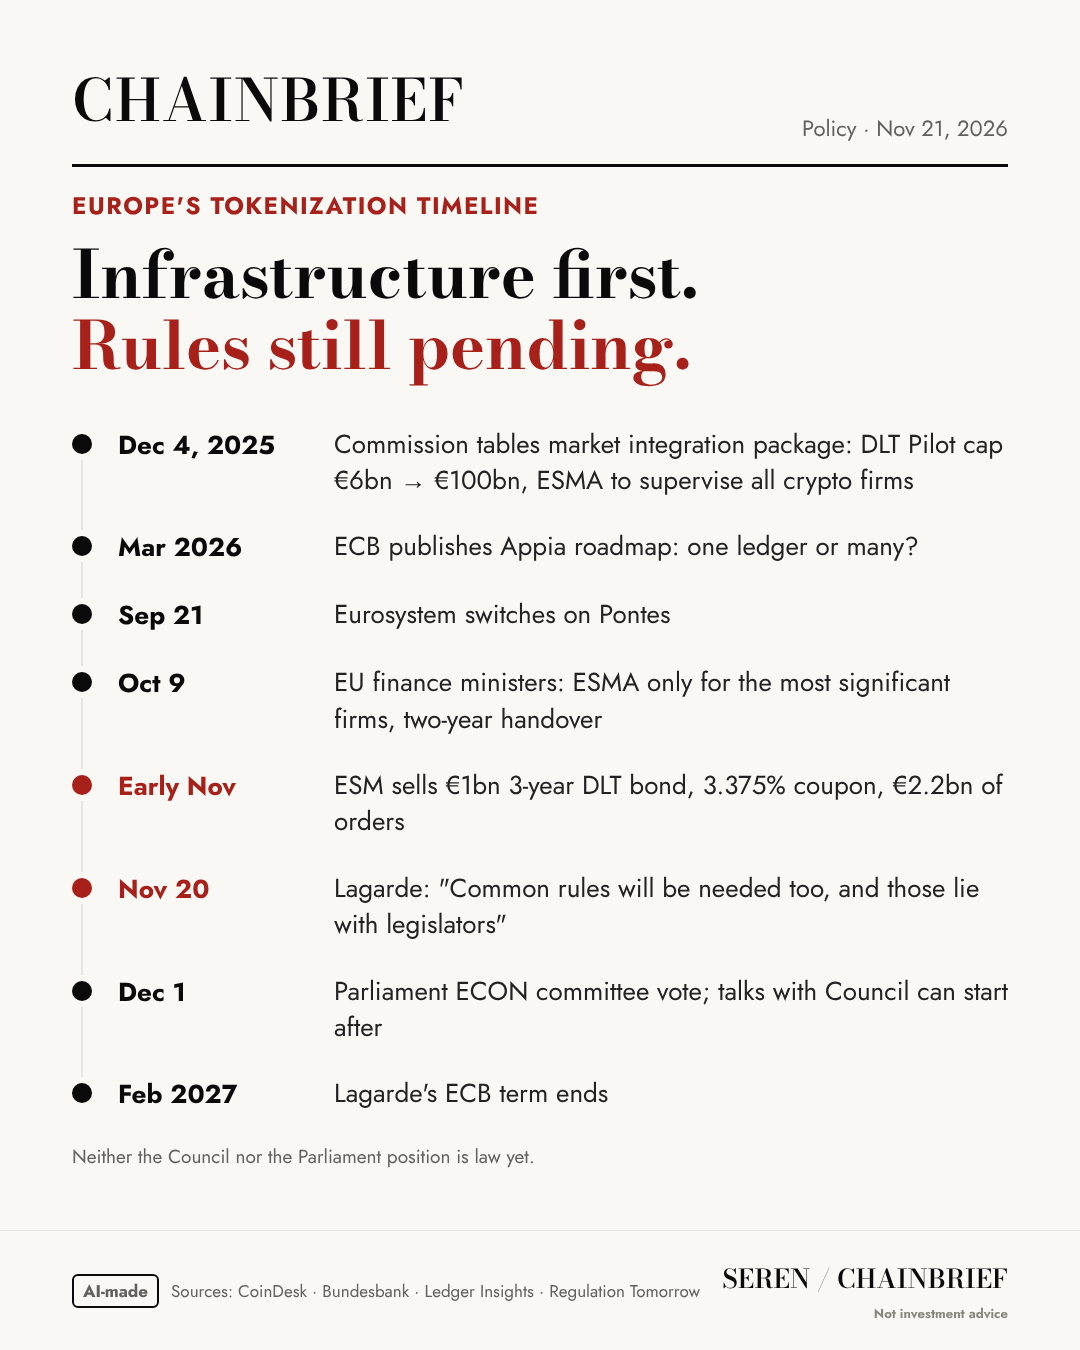 CHAINBRIEF
Policy · Nov 21, 2026
EUROPE'S TOKENIZATION TIMELINE
Infrastructure first.
Rules still pending.
Dec 4, 2025
Commission tables market integration package: DLT Pilot cap
€6bn → €100bn, ESMA to supervise all crypto firms
Mar 2026
ECB publishes Appia roadmap: one ledger or many?
Sep 21
Eurosystem switches on Pontes
Oct 9
EU finance ministers: ESMA only for the most significant
firms, two-year handover
Early Nov
ESM sells €1bn 3-year DLT bond, 3.375% coupon, €2.2bn of
orders
Nov 20
Lagarde: "Common rules will be needed too, and those lie
with legislators"
Dec 1
Parliament ECON committee vote; talks with Council can start
after
Feb 2027
Lagarde's ECB term ends
Neither the Council nor the Parliament position is law yet.
AI-made
Sources: CoinDesk · Bundesbank · Ledger Insights · Regulation Tomorrow
SEREN / CHAINBRIEF
Not investment advice